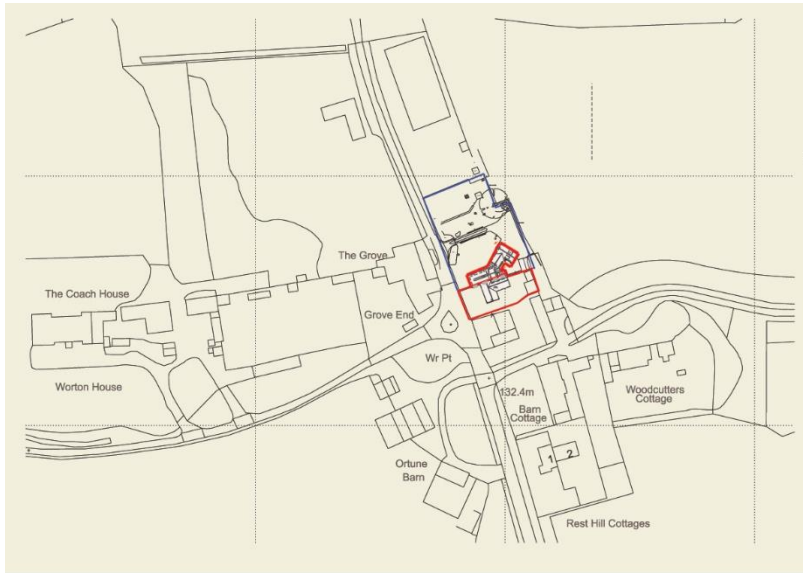 The Grove
The Coach House
Grove End
Wr Pt
Worton House
132.4m
Barn
Cottage
Woodcutters
Cottage
Ortune
Barn
1 2
Rest Hill Cottages